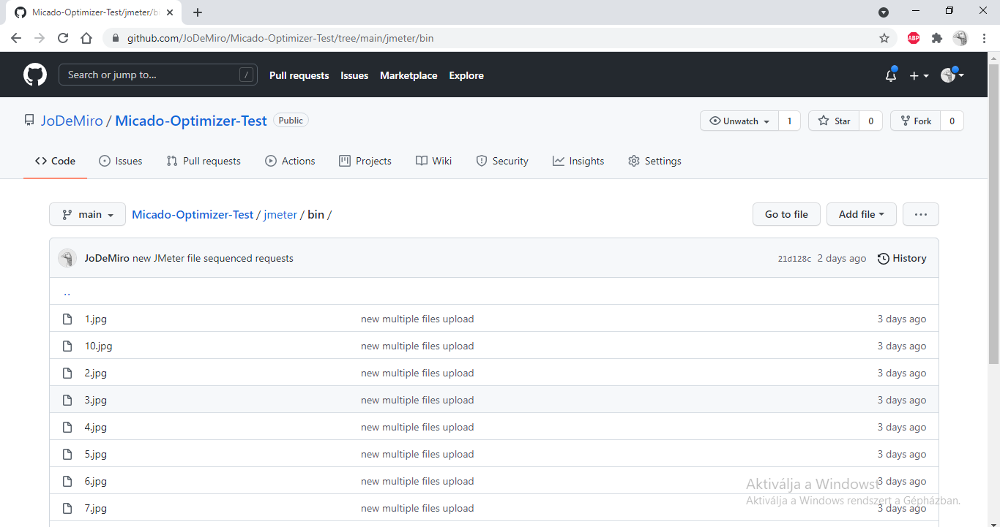 Micado-Optimizer-Test/jmeter/b
github.com/JoDeMiro/Micado-Optimizer-Test/tree/main/jmeter/bin
ABP
Search or jump to... /
Pull requests Issues Marketplace Explore
JoDeMiro / Micado-Optimizer-Test Public
Unwatch 1 Star 0 Fork 0
Code Issues Pull requests Actions Projects Wiki Security Insights Settings
main Micado-Optimizer-Test / jmeter / bin / Go to file Add file ...
JoDeMiro new JMeter file sequenced requests 21d128c 2 days ago History
..
1.jpg new multiple files upload 3 days ago
10.jpg new multiple files upload 3 days ago
2.jpg new multiple files upload 3 days ago
3.jpg new multiple files upload 3 days ago
4.jpg new multiple files upload 3 days ago
5.jpg new multiple files upload 3 days ago
6.jpg new multiple files upload 3 days ago
7.jpg new multiple files upload 3 days ago
Aktiválja a Windowst
Aktiválja a Windows rendszert a Gépházban.